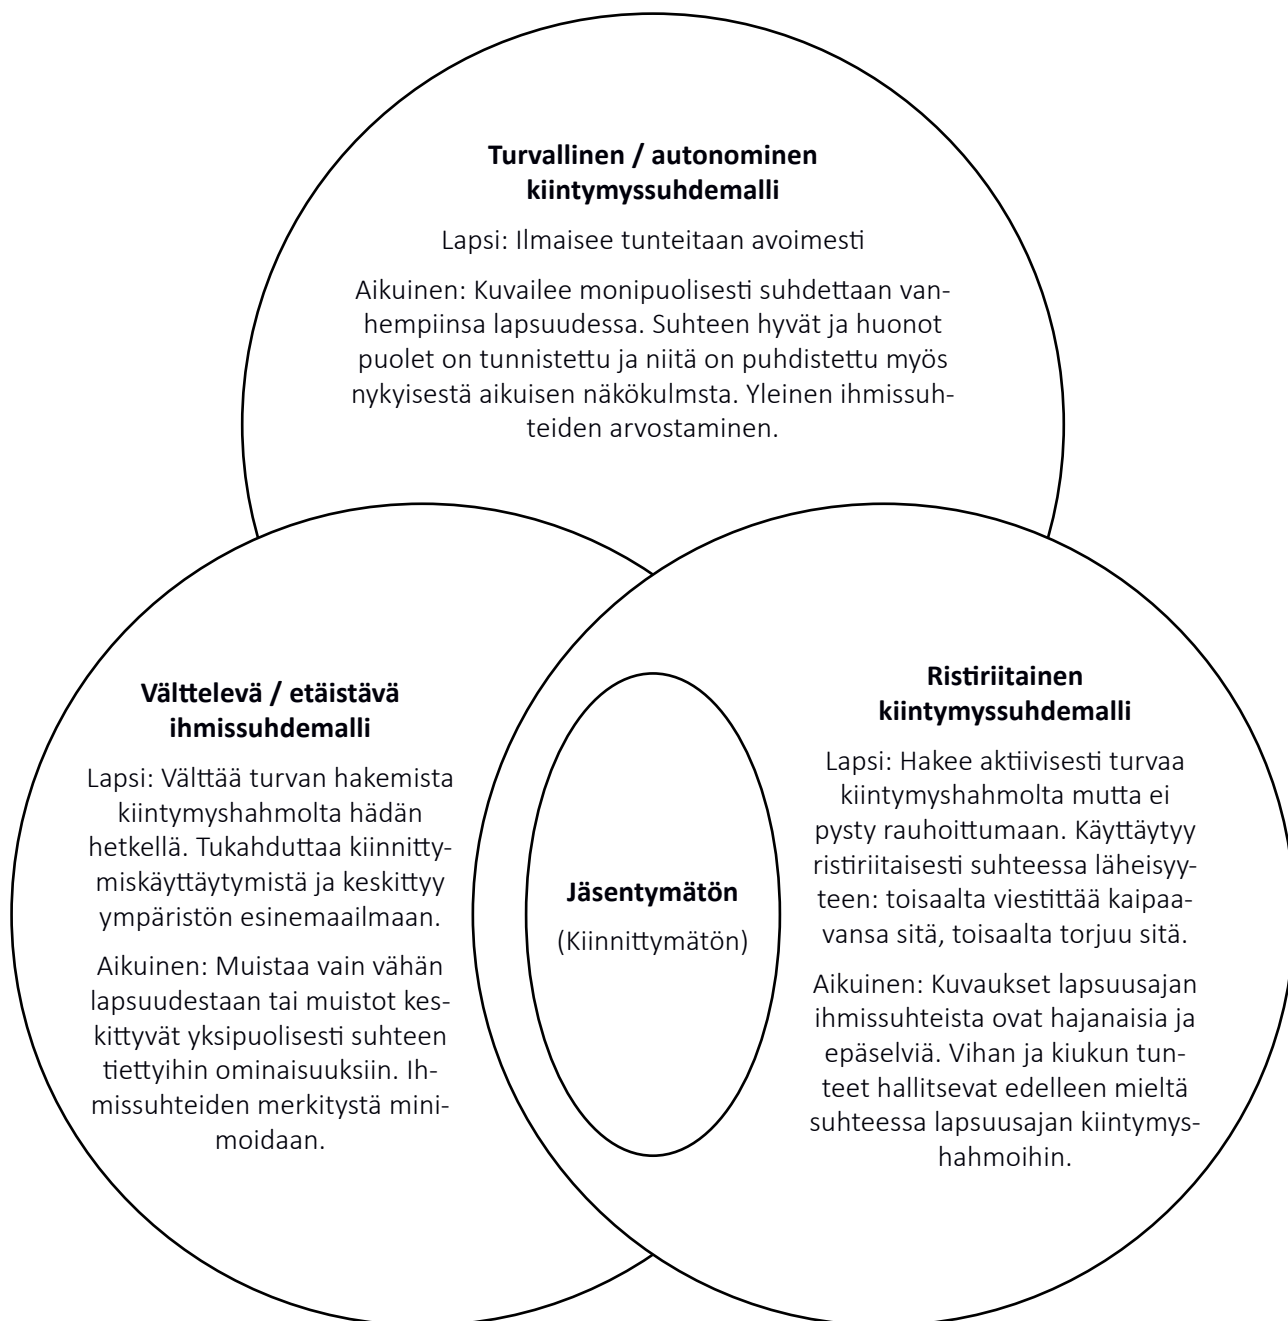 Turvallinen / autonominen
kiintymyssuhdemalli
Lapsi: Ilmaisee tunteitaan avoimesti
Aikuinen: Kuvailee monipuolisesti suhdettaan van-
hempiinsa lapsuudessa. Suhteen hyvät ja huonot
puolet on tunnistettu ja niitä on puhdistettu myös
nykyisestä aikuisen näkökulmsta. Yleinen ihmissuh-
teiden arvostaminen.
Välttelevä / etäistävä
ihmissuhdemalli
Lapsi: Välttää turvan hakemista
kiintymyshahmolta hädän
hetkellä. Tukahduttaa kiinnitty-
miskäyttäytymistä ja keskittyy
ympäristön esinemaailmaan.
Aikuinen: Muistaa vain vähän
lapsuudestaan tai muistot kes-
kittyvät yksipuolisesti suhteen
tiettyihin ominaisuuksiin. Ih-
missuhteiden merkitystä mini-
moidaan.
Jäsentymätön
(Kiinnittymätön)
Ristiriitainen
kiintymyssuhdemalli
Lapsi: Hakee aktiivisesti turvaa
kiintymyshahmolta mutta ei
pysty rauhoittumaan. Käyttäytyy
ristiriitaisesti suhteessa läheisyy-
teen: toisaalta viestittää kaipaa-
vansa sitä, toisaalta torjuu sitä.
Aikuinen: Kuvaukset lapsuusajan
ihmissuhteista ovat hajanaisia ja
epäselviä. Vihan ja kiukun tun-
teet hallitsevat edelleen mieltä
suhteessa lapsuusajan kiintymys-
hahmoihin.